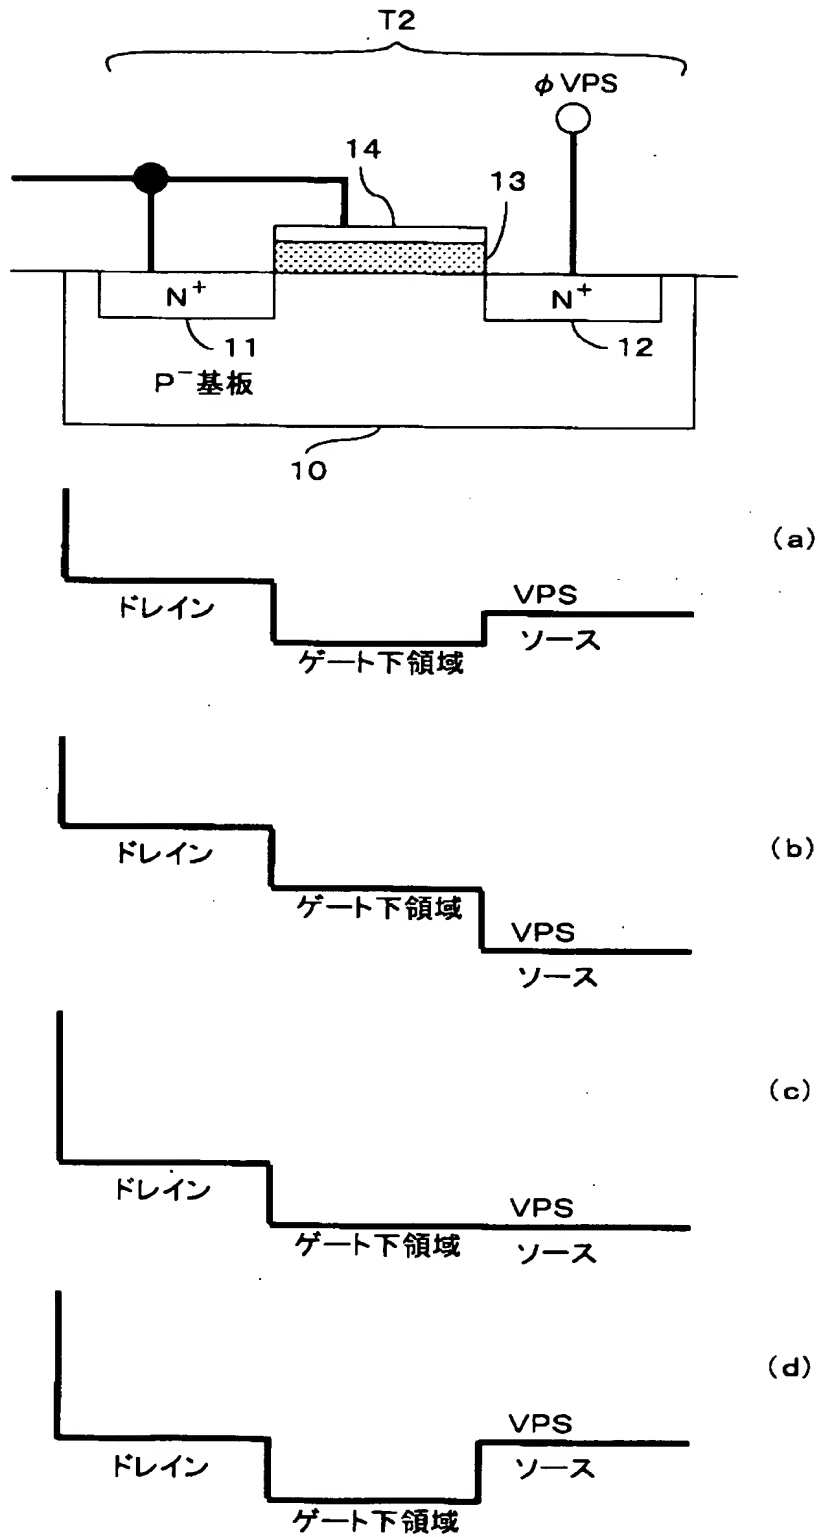 T2
φVPS
14
13
N+
N+
11
12
P−基板
10
(a)
VPS
ドレイン
ソース
ゲート下領域
(b)
ドレイン
ゲート下領域
VPS
ソース
(c)
ドレイン
VPS
ゲート下領域
ソース
(d)
VPS
ドレイン
ソース
ゲート下領域